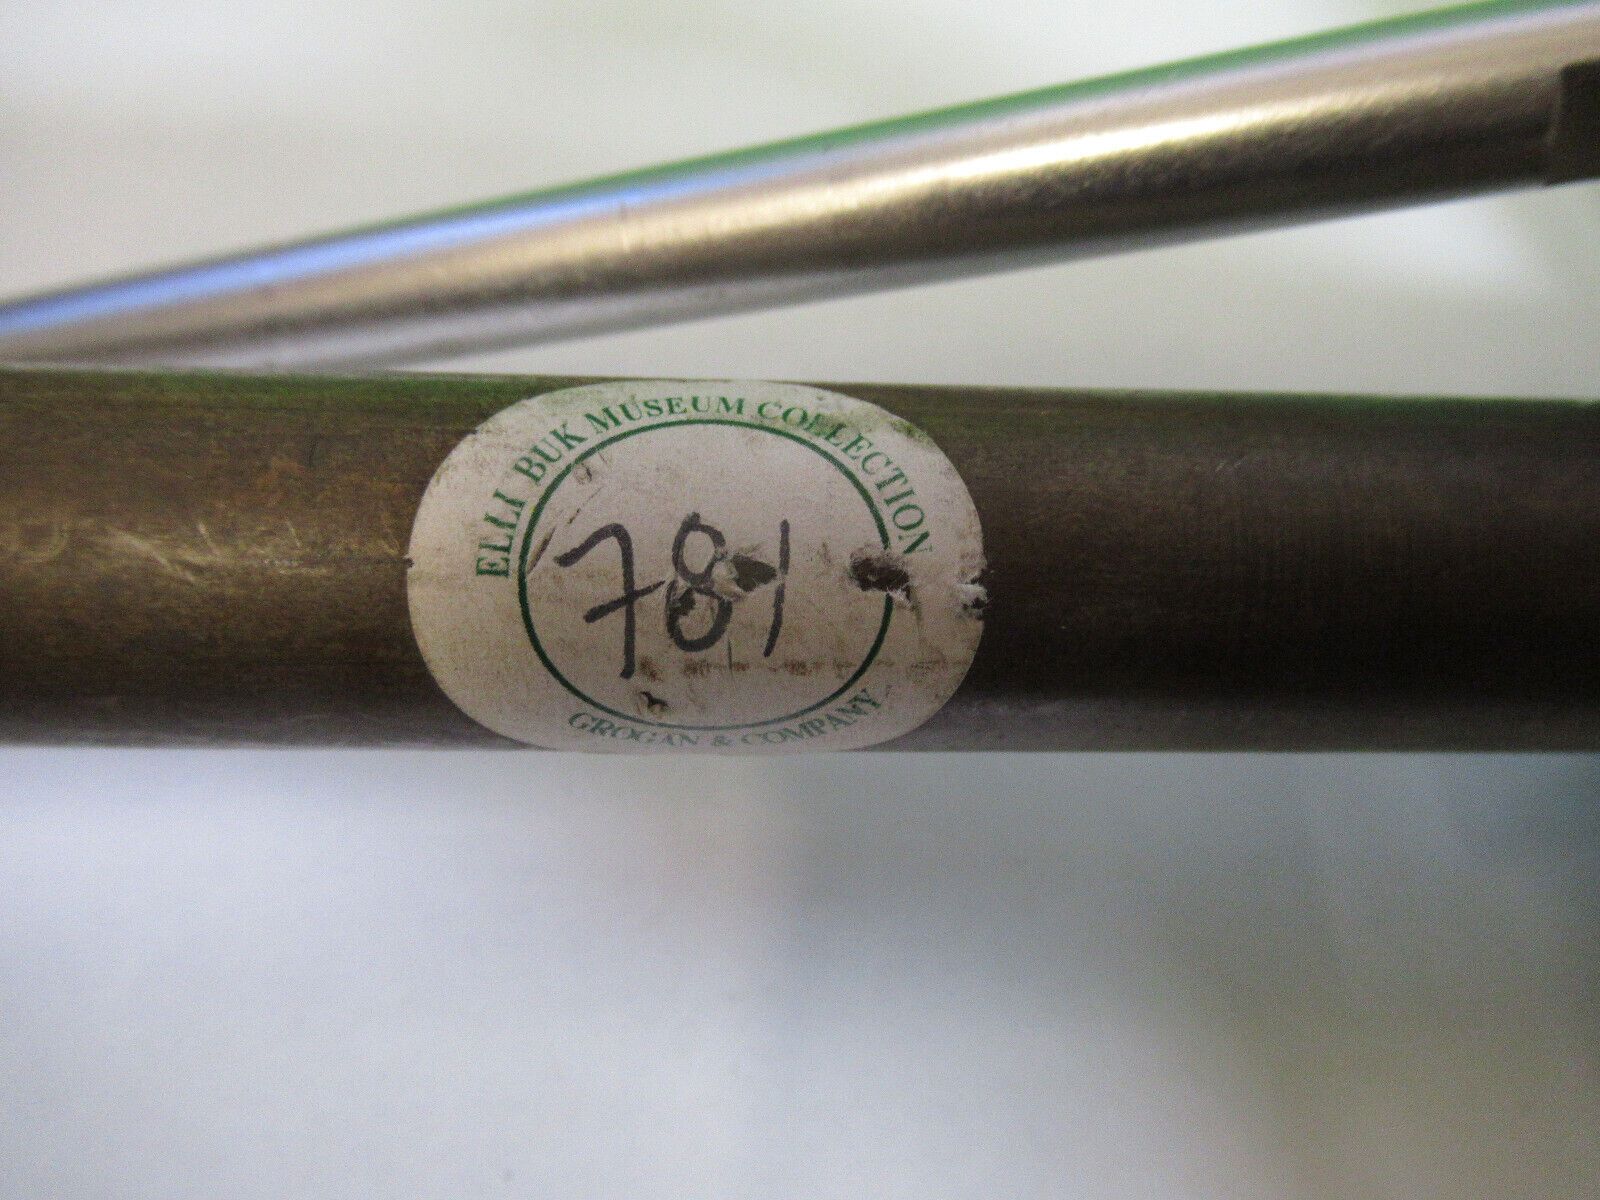 ELLI BUK MUSEUM COLLECTION
781
GROGAN & COMPANY